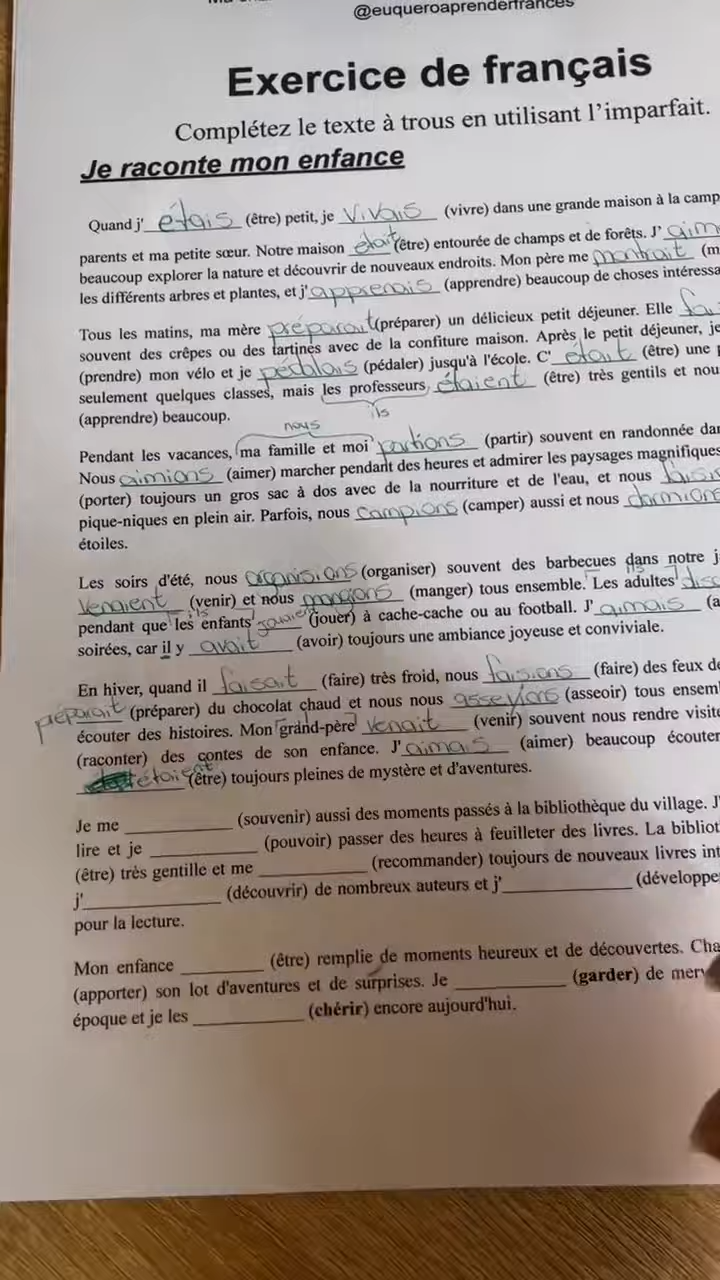 @euqueroaprenderfrances
Exercice de français
Complétez le texte à trous en utilisant l'imparfait.
Je raconte mon enfance
Quand j' étais (être) petit, je vivais (vivre) dans une grande maison à la camp
parents et ma petite sœur. Notre maison était (être) entourée de champs et de forêts. J' aim
beaucoup explorer la nature et découvrir de nouveaux endroits. Mon père me montrait (m
les différents arbres et plantes, et j' apprenais (apprendre) beaucoup de choses intéressa
Tous les matins, ma mère préparait (préparer) un délicieux petit déjeuner. Elle fai
souvent des crêpes ou des tartines avec de la confiture maison. Après le petit déjeuner, je
(prendre) mon vélo et je pédalais (pédaler) jusqu'à l'école. C' était (être) une
seulement quelques classes, mais les professeurs étaient (être) très gentils et nou
(apprendre) beaucoup. ils
nous
Pendant les vacances, ma famille et moi partions (partir) souvent en randonnée da
Nous aimions (aimer) marcher pendant des heures et admirer les paysages magnifiques
(porter) toujours un gros sac à dos avec de la nourriture et de l'eau, et nous faisi
pique-niques en plein air. Parfois, nous campions (camper) aussi et nous dormions
étoiles.
Les soirs d'été, nous organisions (organiser) souvent des barbecues dans notre j
venaient (venir) et nous mangions (manger) tous ensemble. Les adultes ils disc
pendant que les enfants ils (jouer) à cache-cache ou au football. J' aimais (a
soirées, car il y avait (avoir) toujours une ambiance joyeuse et conviviale.
En hiver, quand il faisait (faire) très froid, nous faisions (faire) des feux de
préparait (préparer) du chocolat chaud et nous nous asseyions (asseoir) tous ensem
écouter des histoires. Mon grand-père venait (venir) souvent nous rendre visite
(raconter) des contes de son enfance. J' aimais (aimer) beaucoup écouter
étaient (être) toujours pleines de mystère et d'aventures.
Je me (souvenir) aussi des moments passés à la bibliothèque du village. J'
lire et je (pouvoir) passer des heures à feuilleter des livres. La bibliot
(être) très gentille et me (recommander) toujours de nouveaux livres int
j' (découvrir) de nombreux auteurs et j' (développe
pour la lecture.
Mon enfance (être) remplie de moments heureux et de découvertes. Cha
(apporter) son lot d'aventures et de surprises. Je (garder) de merv
époque et je les (chérir) encore aujourd'hui.